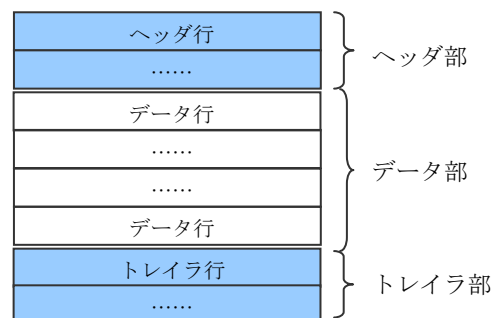 ヘッダ行
……
ヘッダ部
データ行
……
……
データ行
データ部
トレイラ行
……
トレイラ部